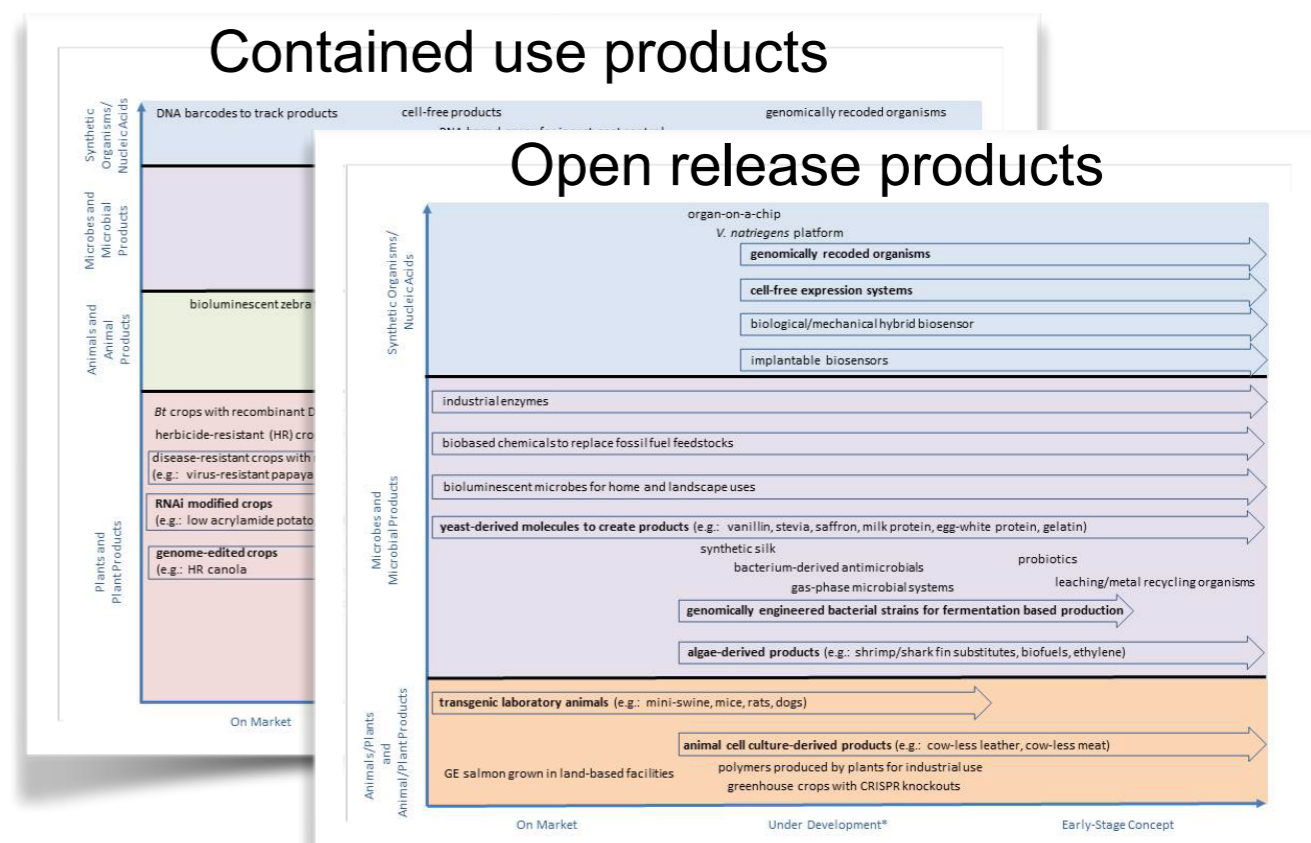 Contained use products
Synthetic
Organisms/
Nucleic Acids
DNA barcodes to track products
cell-free products
genomically recoded organisms
Microbes and
Microbial
Products
Animals and
Animal
Products
bioluminescent zebra
Plants and
Plant Products
Bt crops with recombinant D
herbicide-resistant (HR) cro
disease-resistant crops with
(e.g.: virus-resistant papaya
RNAi modified crops
(e.g.: low acrylamide potato
genome-edited crops
(e.g.: HR canola
On Market
Open release products
Synthetic Organisms/
Nucleic Acids
organ-on-a-chip
V. natriegens platform
genomically recoded organisms
cell-free expression systems
biological/mechanical hybrid biosensor
implantable biosensors
Microbes and
Microbial Products
industrial enzymes
biobased chemicals to replace fossil fuel feedstocks
bioluminescent microbes for home and landscape uses
yeast-derived molecules to create products (e.g.: vanillin, stevia, saffron, milk protein, egg-white protein, gelatin)
synthetic silk
bacterium-derived antimicrobials
probiotics
gas-phase microbial systems
leaching/metal recycling organisms
genomically engineered bacterial strains for fermentation based production
algae-derived products (e.g.: shrimp/shark fin substitutes, biofuels, ethylene)
Animals/Plants
and
Animal/Plant Products
transgenic laboratory animals (e.g.: mini-swine, mice, rats, dogs)
animal cell culture-derived products (e.g.: cow-less leather, cow-less meat)
GE salmon grown in land-based facilities
polymers produced by plants for industrial use
greenhouse crops with CRISPR knockouts
On Market
Under Development*
Early-Stage Concept